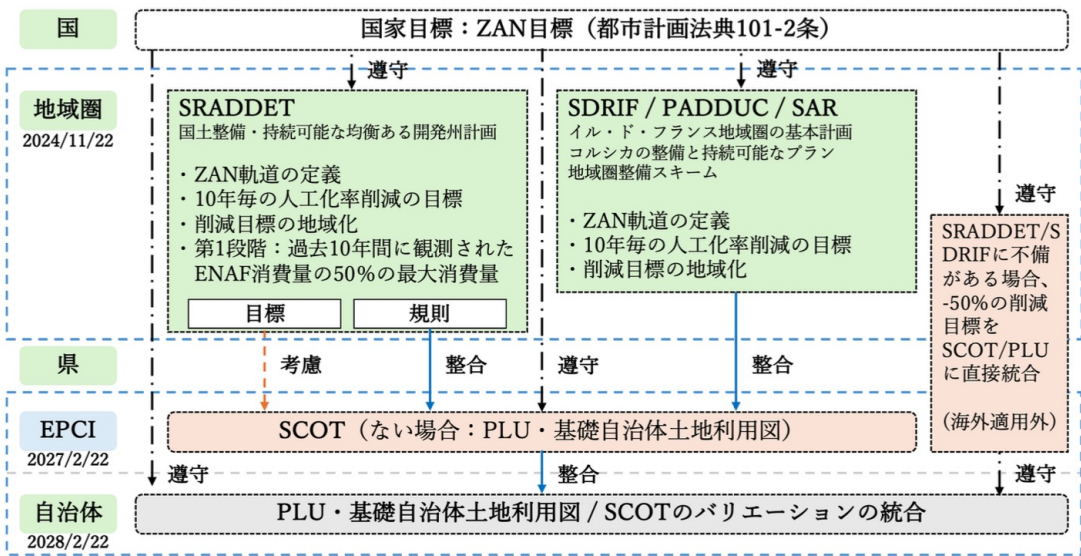 国
国家目標：ZAN目標（都市計画法典101-2条）
遵守
遵守
地域圏
2024/11/22
SRADDET
国土整備・持続可能な均衡ある開発州計画
・ZAN軌道の定義
・10年毎の人工化率削減の目標
・削減目標の地域化
・第1段階：過去10年間に観測された
ENAF消費量の50%の最大消費量
目標
規則
SDRIF / PADDUC / SAR
イル・ド・フランス地域圏の基本計画
コルシカの整備と持続可能なプラン
地域圏整備スキーム
・ZAN軌道の定義
・10年毎の人工化率削減の目標
・削減目標の地域化
遵守
SRADDET/S
DRIFに不備
がある場合、
-50%の削減
目標を
SCOT/PLU
に直接統合
（海外適用外）
県
考慮
整合
遵守
整合
EPCI
2027/2/22
SCOT（ない場合：PLU・基礎自治体土地利用図）
遵守
整合
遵守
自治体
2028/2/22
PLU・基礎自治体土地利用図 / SCOTのバリエーションの統合